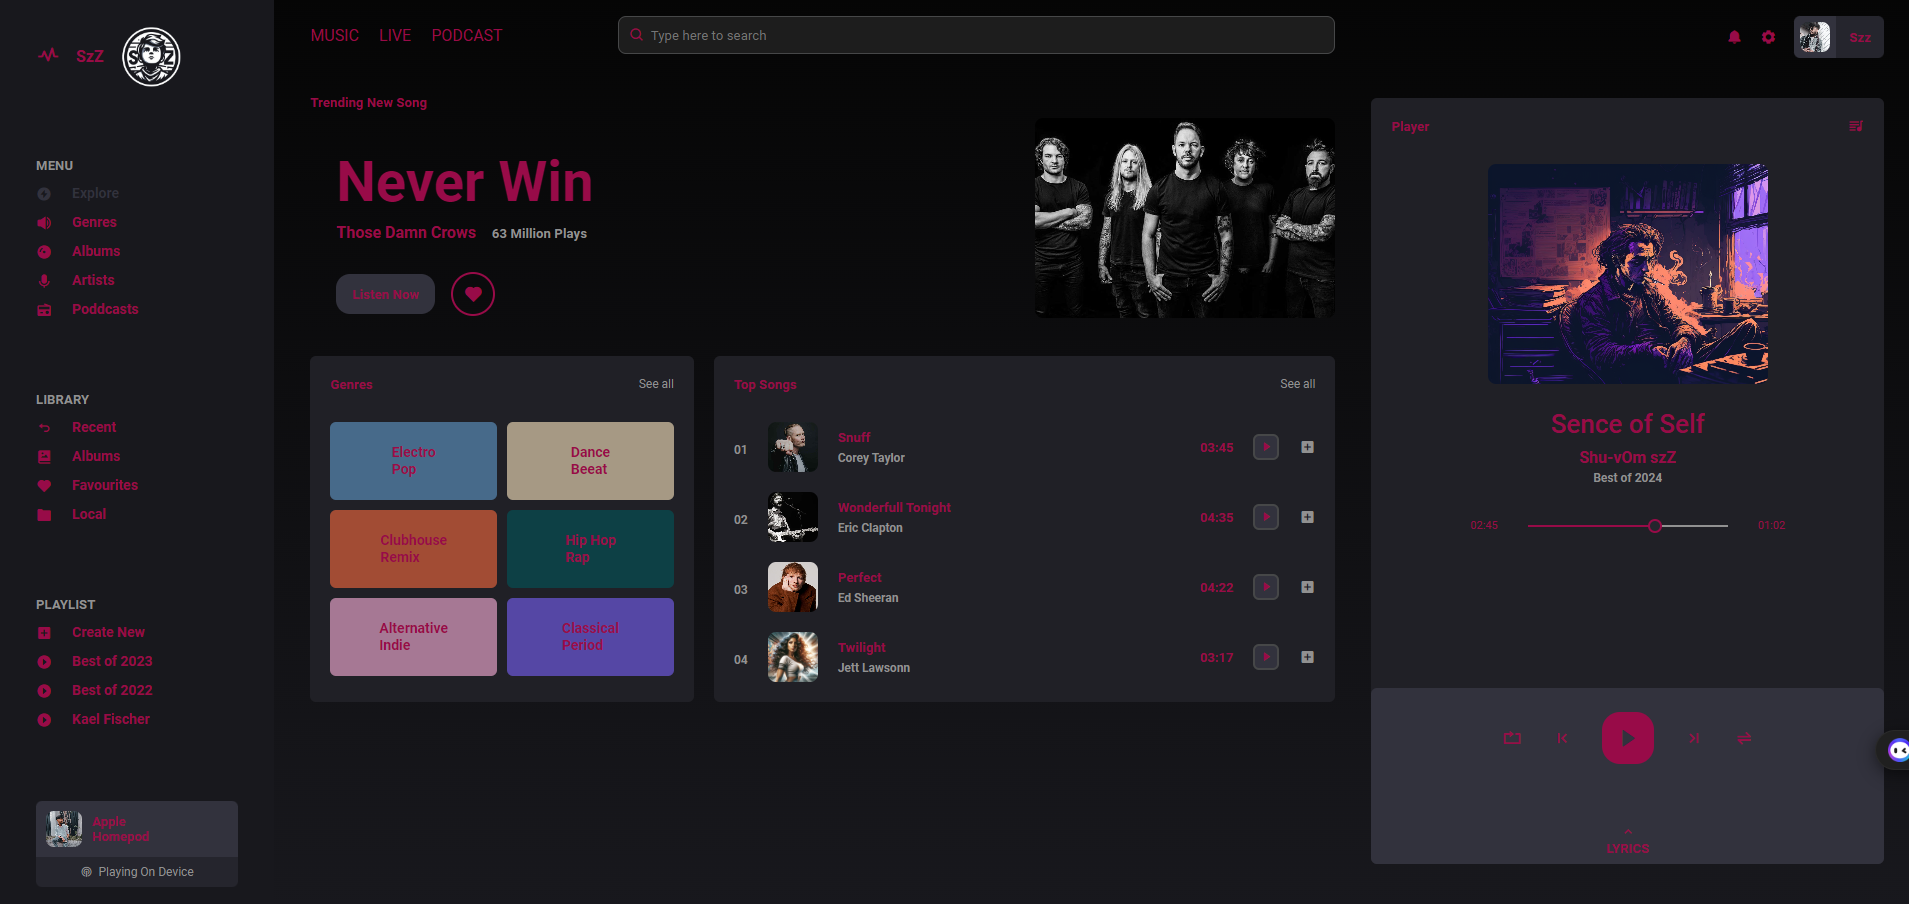 SzZ
MUSIC LIVE PODCAST
Type here to search
Szz
MENU
Explore
Genres
Albums
Artists
Poddcasts
LIBRARY
Recent
Albums
Favourites
Local
PLAYLIST
Create New
Best of 2023
Best of 2022
Kael Fischer
Apple
Homepod
Playing On Device
Trending New Song
Never Win
Those Damn Crows 63 Million Plays
Listen Now
Genres See all
Electro
Pop
Dance
Beeat
Clubhouse
Remix
Hip Hop
Rap
Alternative
Indie
Classical
Period
Top Songs See all
01
Snuff
Corey Taylor
03:45
02
Wonderfull Tonight
Eric Clapton
04:35
03
Perfect
Ed Sheeran
04:22
04
Twilight
Jett Lawsonn
03:17
Player
Sence of Self
Shu-vOm szZ
Best of 2024
02:45 01:02
LYRICS